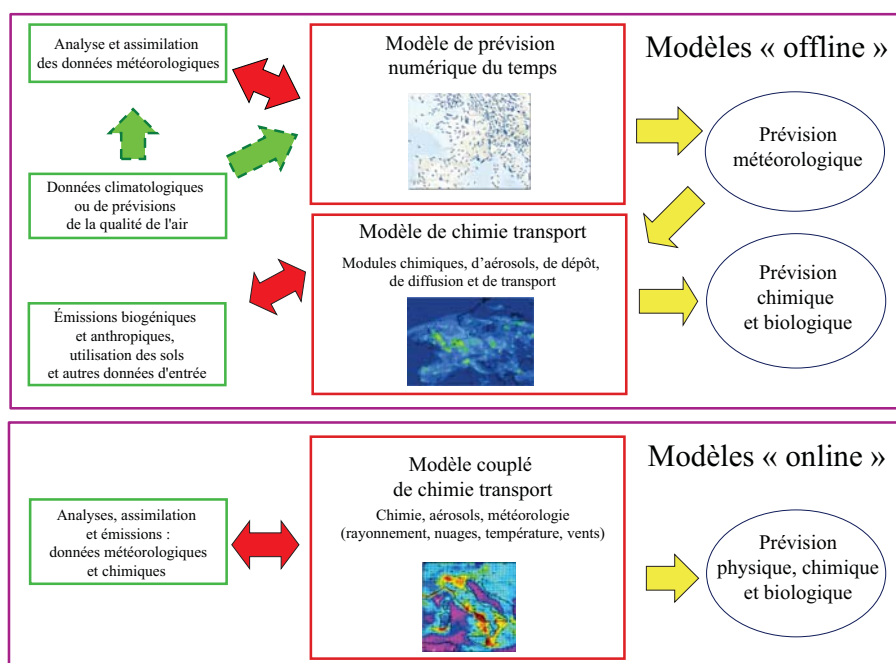 Analyse et assimilation
des données météorologiques
Modèle de prévision
numérique du temps
Modèles « offline »
Prévision
météorologique
Données climatologiques
ou de prévisions
de la qualité de l'air
Modèle de chimie transport
Modules chimiques, d’aérosols, de dépôt,
de diffusion et de transport
Prévision
chimique
et biologique
Émissions biogéniques
et anthropiques,
utilisation des sols
et autres données d'entrée
Modèles « online »
Modèle couplé
de chimie transport
Chimie, aérosols, météorologie
(rayonnement, nuages, température, vents)
Analyses, assimilation
et émissions :
données météorologiques
et chimiques
Prévision
physique, chimique
et biologique